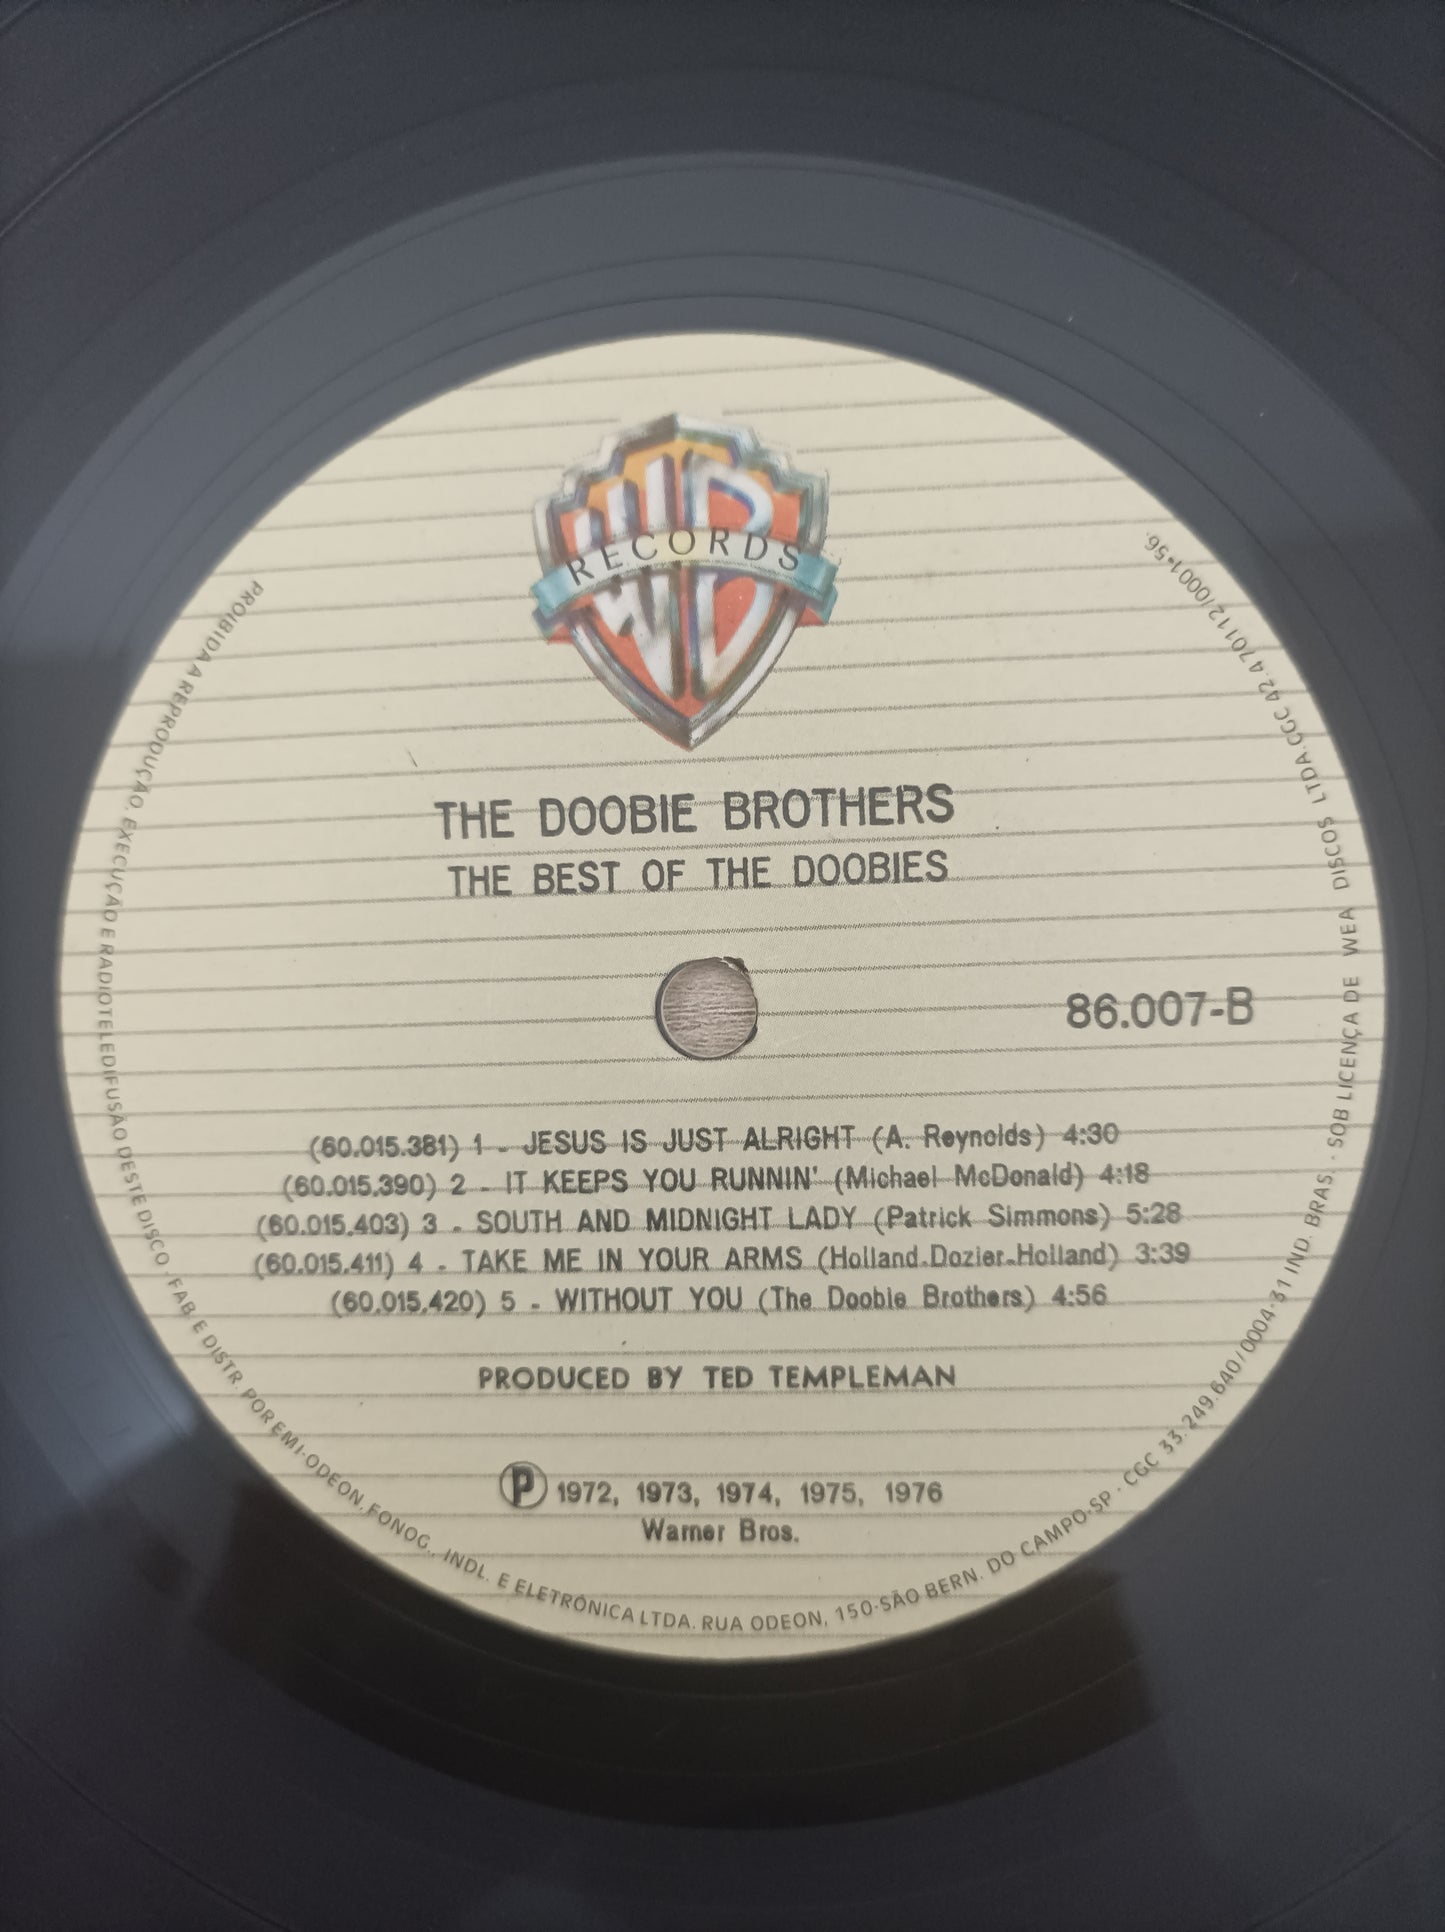 WB
RECORDS
THE DOOBIE BROTHERS
THE BEST OF THE DOOBIES
86.007-B
(60.015.381) 1 - JESUS IS JUST ALRIGHT (A. Reynolds) 4:30
(60.015.390) 2 - IT KEEPS YOU RUNNIN' (Michael McDonald) 4:18
(60.015.403) 3 - SOUTH AND MIDNIGHT LADY (Patrick Simmons) 5:28
(60.015.411) 4 - TAKE ME IN YOUR ARMS (Holland-Dozier-Holland) 3:39
(60.015.420) 5 - WITHOUT YOU (The Doobie Brothers) 4:56
PRODUCED BY TED TEMPLEMAN
Ⓟ 1972, 1973, 1974, 1975, 1976
Warner Bros.
PROIBIDA A REPRODUÇÃO, EXECUÇÃO E RADIOTELEDIFUSÃO DESTE DISCO. FAB. E DISTR. POR EMI-ODEON, FONOG., INDL. E ELETRÔNICA LTDA. RUA ODEON, 150-SÃO BERN. DO CAMPO-SP · CGC 33.249.640/0004-31 IND. BRAS. · SOB LICENÇA DE WEA DISCOS LTDA. CGC 42.470112/0001-56.